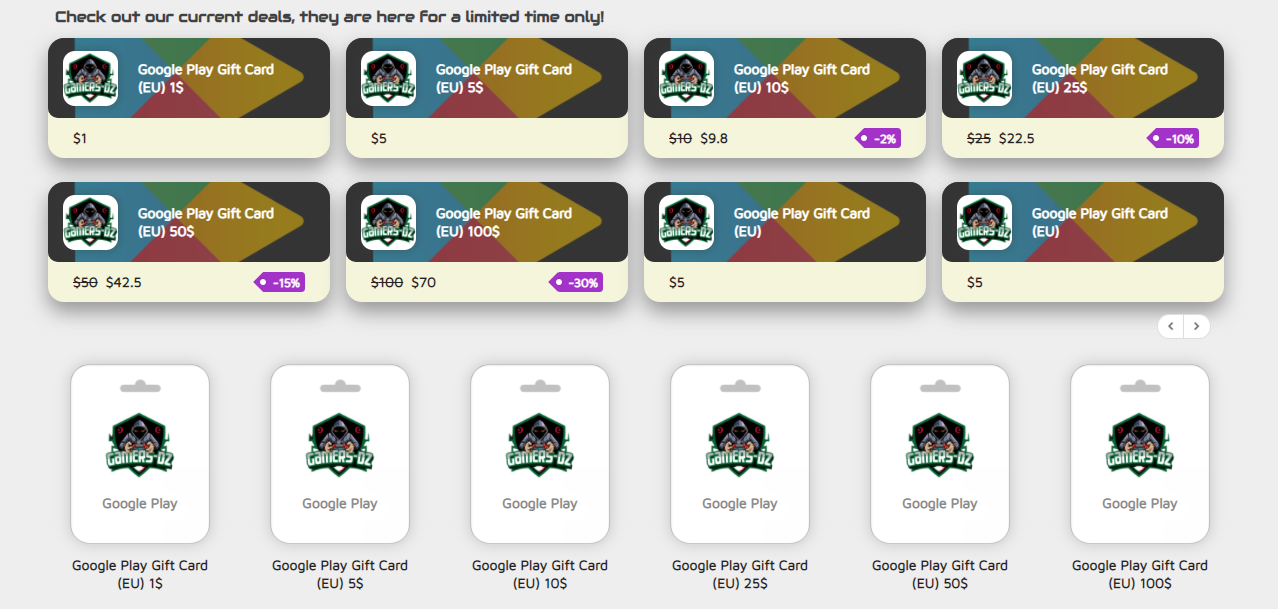 Check out our current deals, they are here for a limited time only!
GAMERS-DZ
Google Play Gift Card
(EU) 1$
$1
GAMERS-DZ
Google Play Gift Card
(EU) 5$
$5
GAMERS-DZ
Google Play Gift Card
(EU) 10$
$10 $9.8
-2%
GAMERS-DZ
Google Play Gift Card
(EU) 25$
$25 $22.5
-10%
GAMERS-DZ
Google Play Gift Card
(EU) 50$
$50 $42.5
-15%
GAMERS-DZ
Google Play Gift Card
(EU) 100$
$100 $70
-30%
GAMERS-DZ
Google Play Gift Card
(EU)
$5
GAMERS-DZ
Google Play Gift Card
(EU)
$5
GAMERS-DZ
Google Play
Google Play Gift Card
(EU) 1$
GAMERS-DZ
Google Play
Google Play Gift Card
(EU) 5$
GAMERS-DZ
Google Play
Google Play Gift Card
(EU) 10$
GAMERS-DZ
Google Play
Google Play Gift Card
(EU) 25$
GAMERS-DZ
Google Play
Google Play Gift Card
(EU) 50$
GAMERS-DZ
Google Play
Google Play Gift Card
(EU) 100$